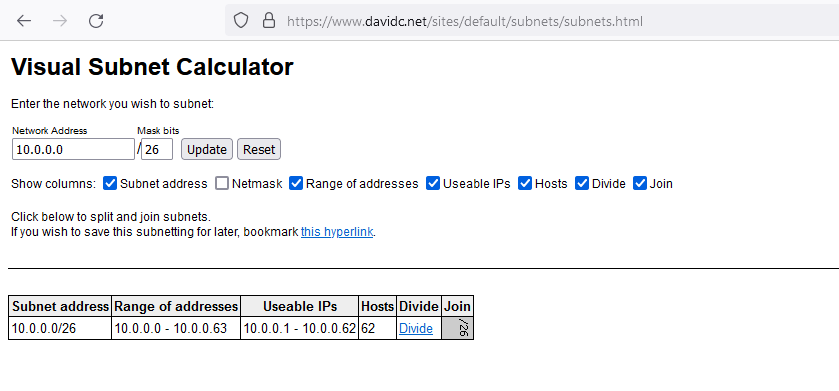 https://www.davidc.net/sites/default/subnets/subnets.html
Visual Subnet Calculator
Enter the network you wish to subnet:
Network Address Mask bits
10.0.0.0 / 26 Update Reset
Show columns: Subnet address Netmask Range of addresses Useable IPs Hosts Divide Join
Click below to split and join subnets.
If you wish to save this subnetting for later, bookmark this hyperlink.
Subnet address Range of addresses Useable IPs Hosts Divide Join
10.0.0.0/26 10.0.0.0 - 10.0.0.63 10.0.0.1 - 10.0.0.62 62 Divide /26